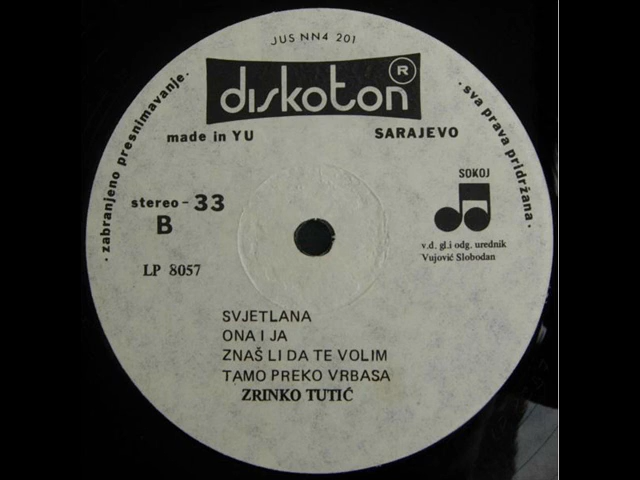 JUS NN4 201
diskoton ®
· zabranjeno presnimavanje ·
· sva prava pridržana ·
made in YU
SARAJEVO
stereo - 33
B
SOKOJ
LP 8057
v.d. gl.i odg. urednik
Vujović Slobodan
SVJETLANA
ONA I JA
ZNAŠ LI DA TE VOLIM
TAMO PREKO VRBASA
ZRINKO TUTIĆ